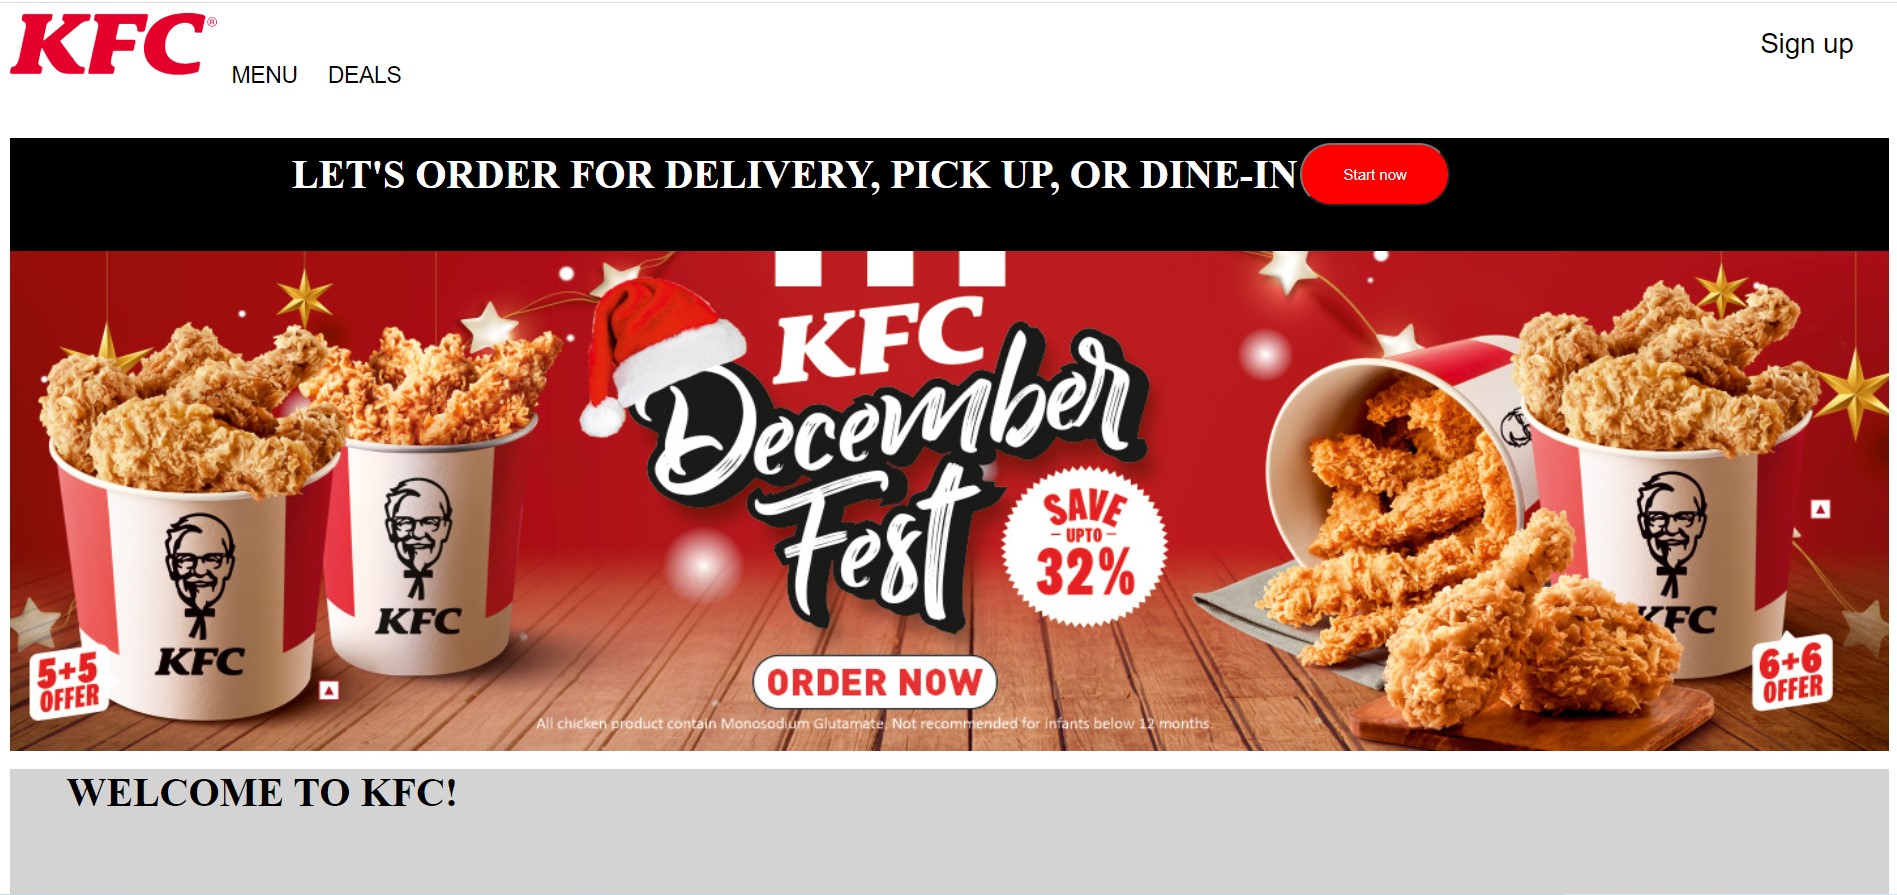 KFC®
MENU DEALS
Sign up
LET'S ORDER FOR DELIVERY, PICK UP, OR DINE-IN Start now
KFC
December
Fest
SAVE
UPTO
32%
KFC
KFC
KFC
5+5
OFFER
6+6
OFFER
ORDER NOW
All chicken product contain Monosodium Glutamate. Not recommended for infants below 12 months.
WELCOME TO KFC!